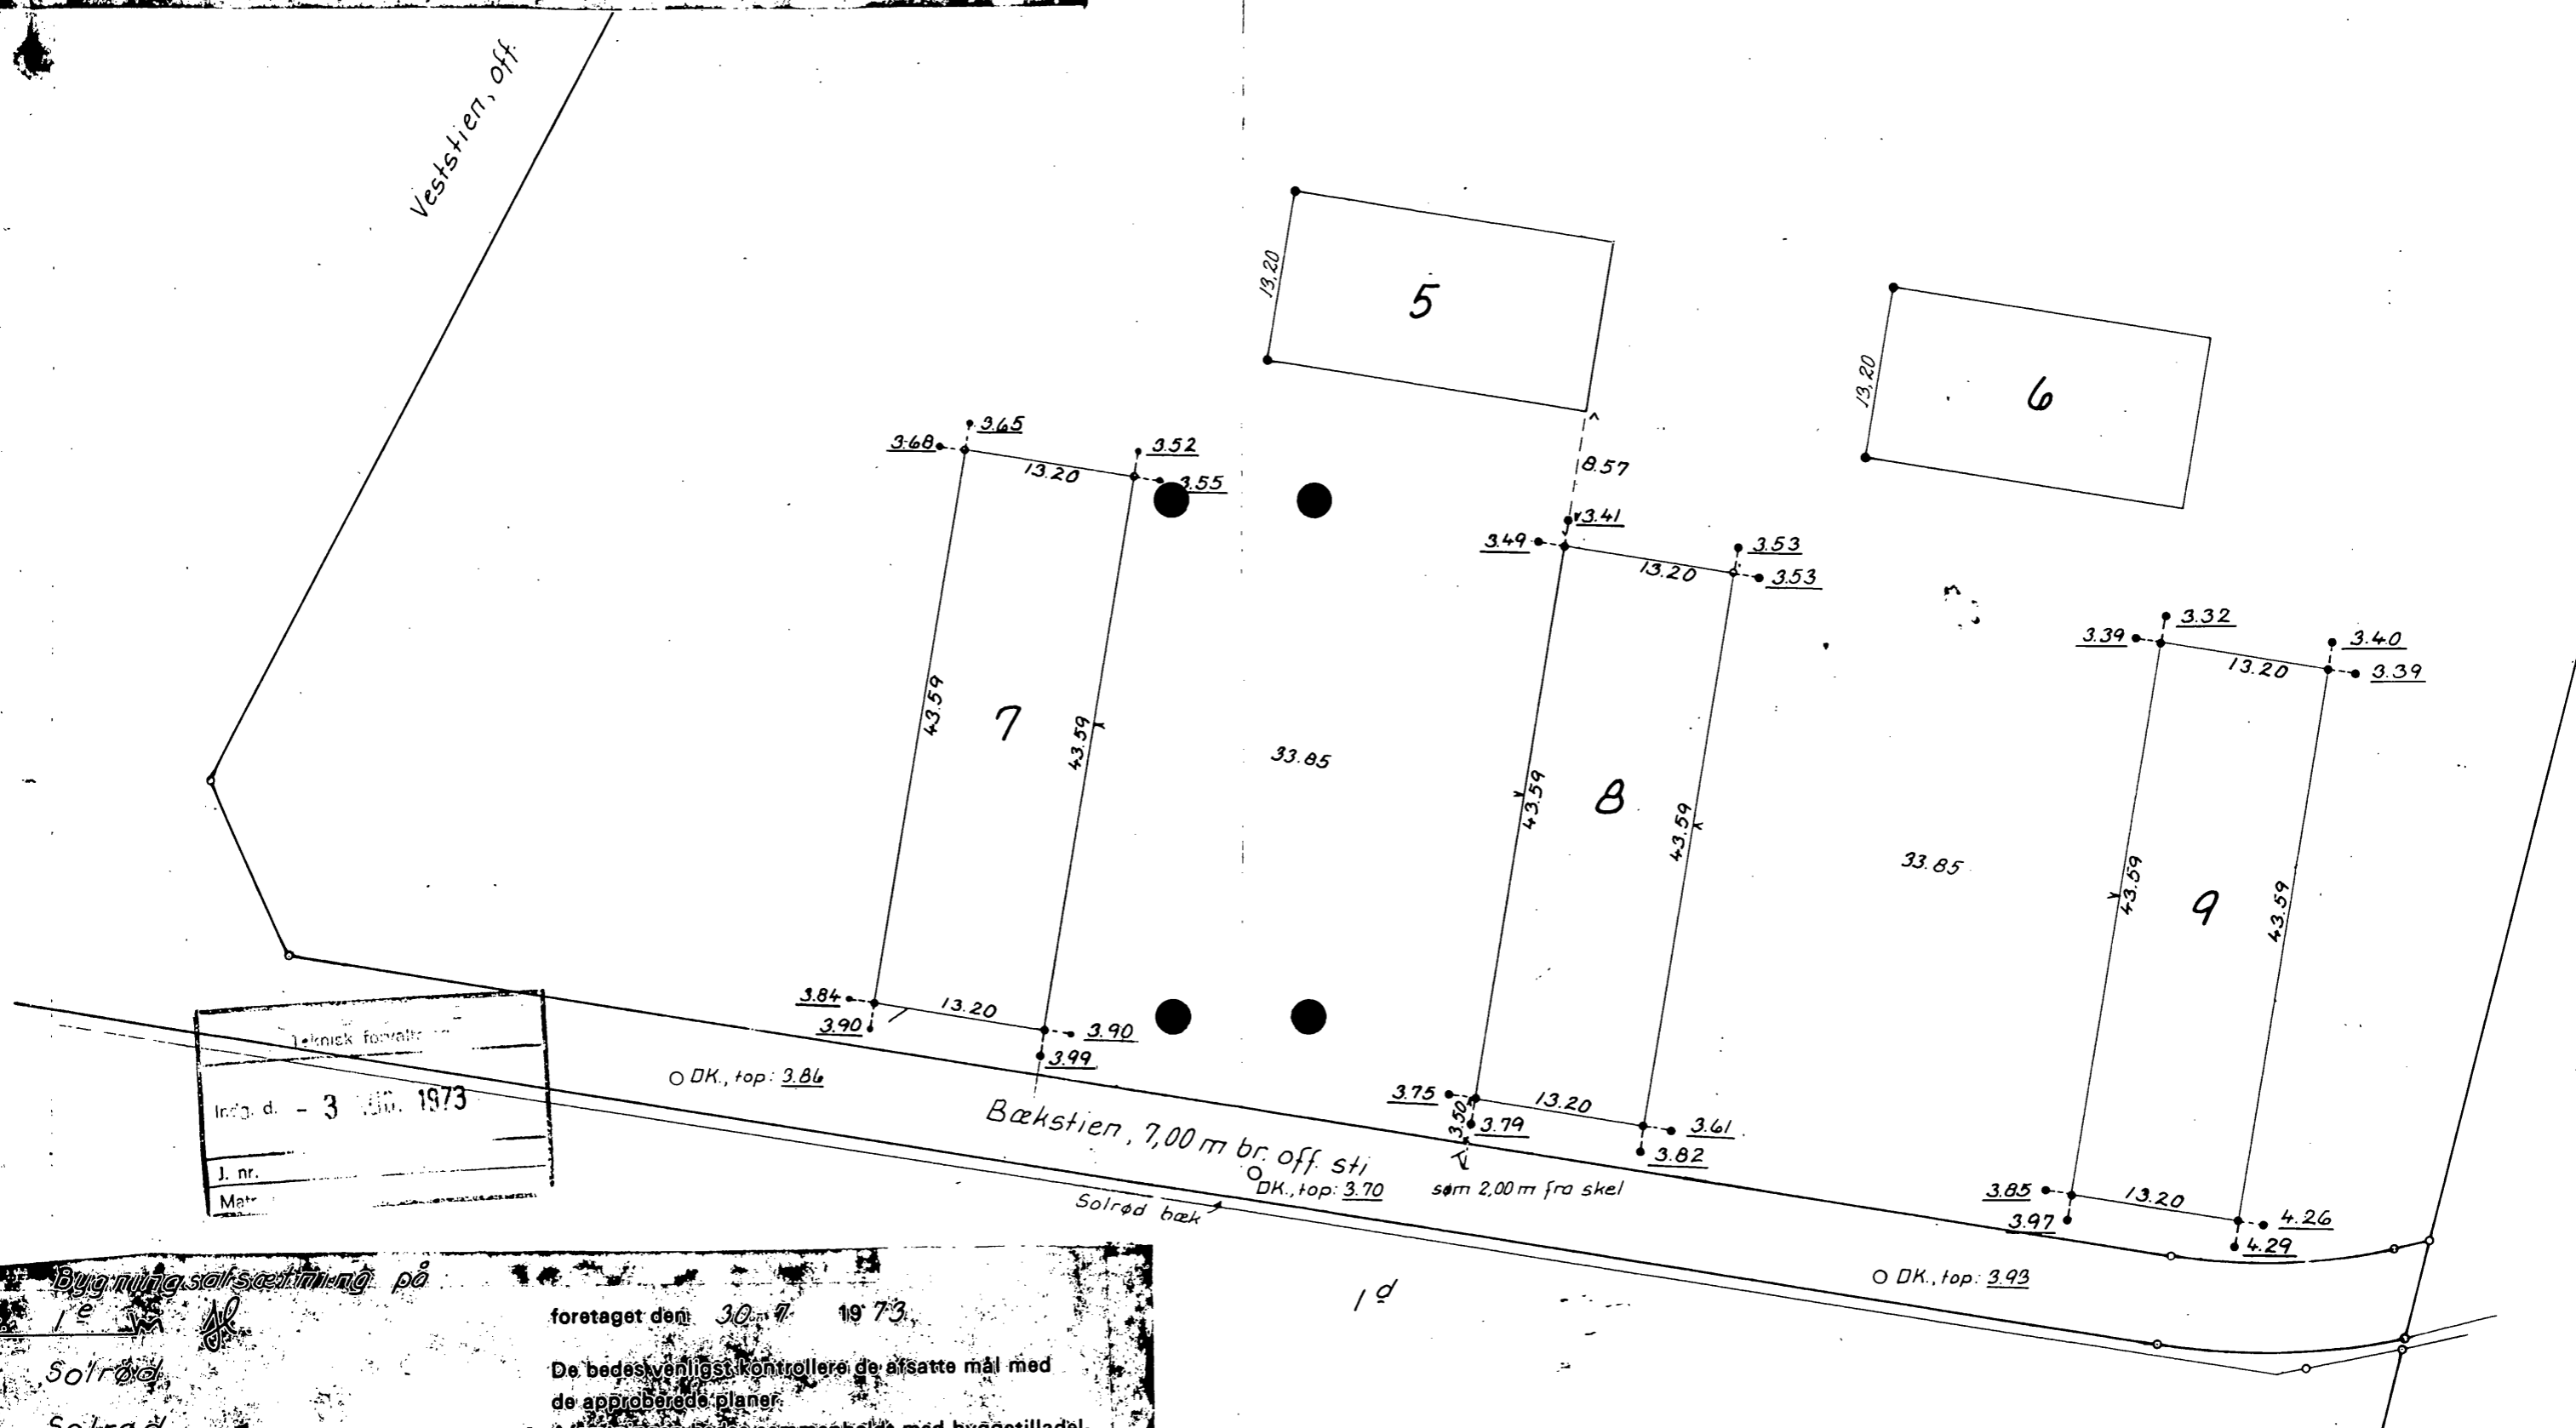 Veststien, off.
13,20
5
13,20
6
3.65
3.68
13.20
3.52
3.55
8.57
3.41
3.49
13.20
3.53
3.53
3.32
3.39
13.20
3.40
3.39
43.59
7
43.59
33.85
43.59
8
43.59
33.85
43.59
9
43.59
3.84
3.90
13.20
3.90
3.99
3.75
3.50
3.79
13.20
3.61
3.82
3.85
3.97
13.20
4.26
4.29
DK., top: 3.86
Bækstien, 7,00 m br. off. sti
DK., top: 3.70
søm 2,00 m fra skel
Solrød bæk
DK., top: 3.93
1d
Teknisk
Indg. d. - 3 1973
J. nr.
Matr
Bygningsafsætning på
1e
Solrød
Solrød
foretaget den 30-7 1973,
De bedes venligst kontrollere de afsatte mål med
de approberede planer.